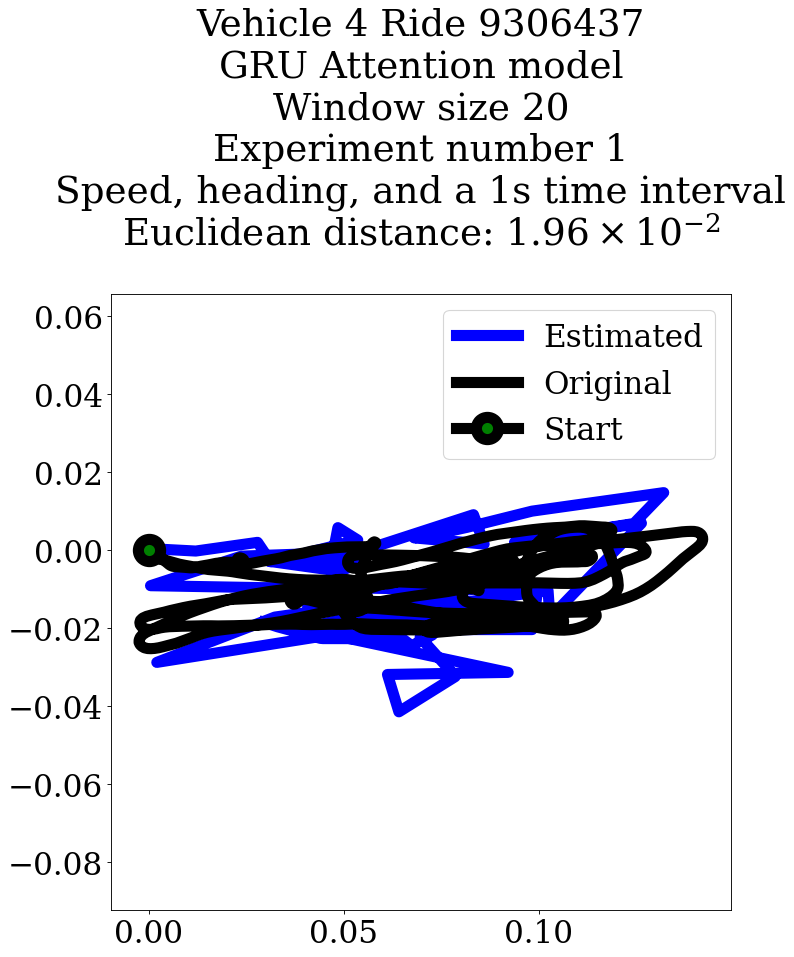 Vehicle 4 Ride 9306437
GRU Attention model
Window size 20
Experiment number 1
Speed, heading, and a 1s time interval
Euclidean distance: 1.96 × 10⁻²
Estimated
Original
Start
0.06
0.04
0.02
0.00
−0.02
−0.04
−0.06
−0.08
0.00
0.05
0.10